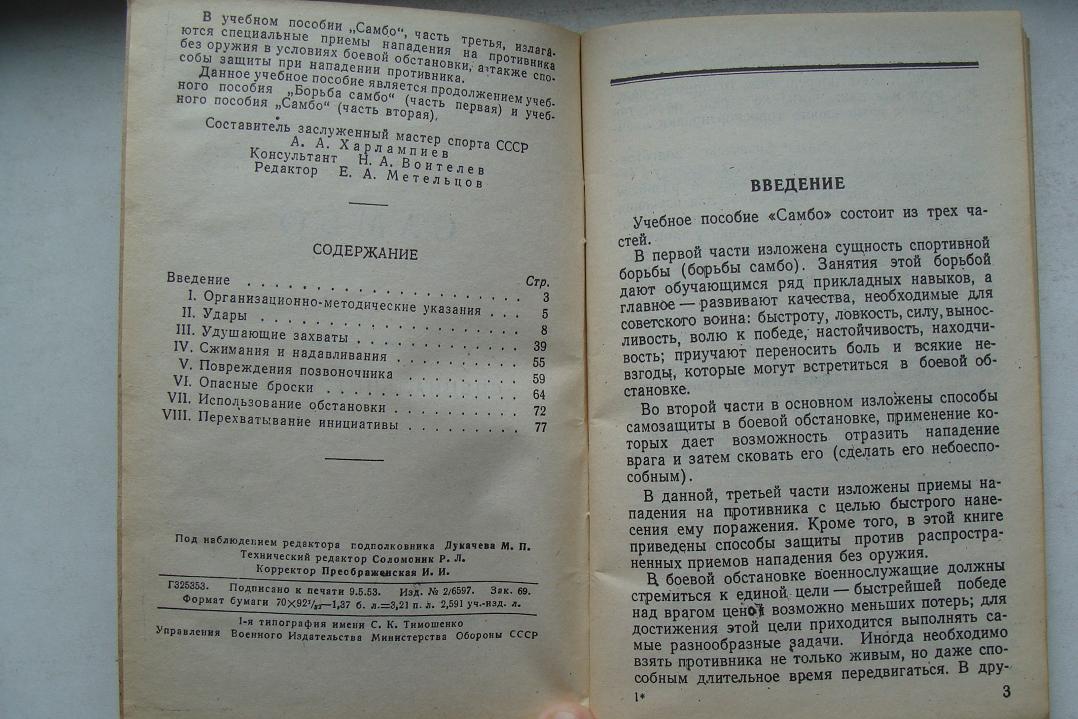 В учебном пособии „Самбо“, часть третья, излага-
ются специальные приемы нападения на противника
без оружия в условиях боевой обстановки, а также спо-
собы защиты при нападении противника.
Данное учебное пособие является продолжением учеб-
ного пособия „Борьба самбо“ (часть первая) и учеб-
ного пособия „Самбо“ (часть вторая).
Составитель заслуженный мастер спорта СССР
А. А. Харлампиев
Консультант Н. А. Воителев
Редактор Е. А. Метельцов
СОДЕРЖАНИЕ
Стр.
Введение . . . . . . . . . . . . . . . . . . 3
I. Организационно-методические указания . . . 5
II. Удары . . . . . . . . . . . . . . . . . 8
III. Удушающие захваты . . . . . . . . . . . 39
IV. Сжимания и надавливания . . . . . . . . 55
V. Повреждения позвоночника . . . . . . . 59
VI. Опасные броски . . . . . . . . . . . . 64
VII. Использование обстановки . . . . . . . . 72
VIII. Перехватывание инициативы . . . . . . . . 77
Под наблюдением редактора подполковника Лукачева М. П.
Технический редактор Соломоник Р. Л.
Корректор Преображенская И. И.
Г325353. Подписано к печати 9.5.53. Изд. № 2/6597. Зак. 69.
Формат бумаги 70×92¹/₃₂—1,37 б. л.=3,21 п. л. 2,591 уч.-изд. л.
1-я типография имени С. К. Тимошенко
Управления Военного Издательства Министерства Обороны СССР
ВВЕДЕНИЕ
Учебное пособие «Самбо» состоит из трех ча-
стей.
В первой части изложена сущность спортивной
борьбы (борьбы самбо). Занятия этой борьбой
дают обучающимся ряд прикладных навыков, а
главное — развивают качества, необходимые для
советского воина: быстроту, ловкость, силу, вынос-
ливость, волю к победе, настойчивость, находчи-
вость; приучают переносить боль и всякие не-
взгоды, которые могут встретиться в боевой об-
становке.
Во второй части в основном изложены способы
самозащиты в боевой обстановке, применение ко-
торых дает возможность отразить нападение
врага и затем сковать его (сделать его небоеспо-
собным).
В данной, третьей части изложены приемы на-
падения на противника с целью быстрого нане-
сения ему поражения. Кроме того, в этой книге
приведены способы защиты против распростра-
ненных приемов нападения без оружия.
В боевой обстановке военнослужащие должны
стремиться к единой цели — быстрейшей победе
над врагом ценой возможно меньших потерь; для
достижения этой цели приходится выполнять са-
мые разнообразные задачи. Иногда необходимо
взять противника не только живым, но даже спо-
собным длительное время передвигаться. В дру-
1*
3